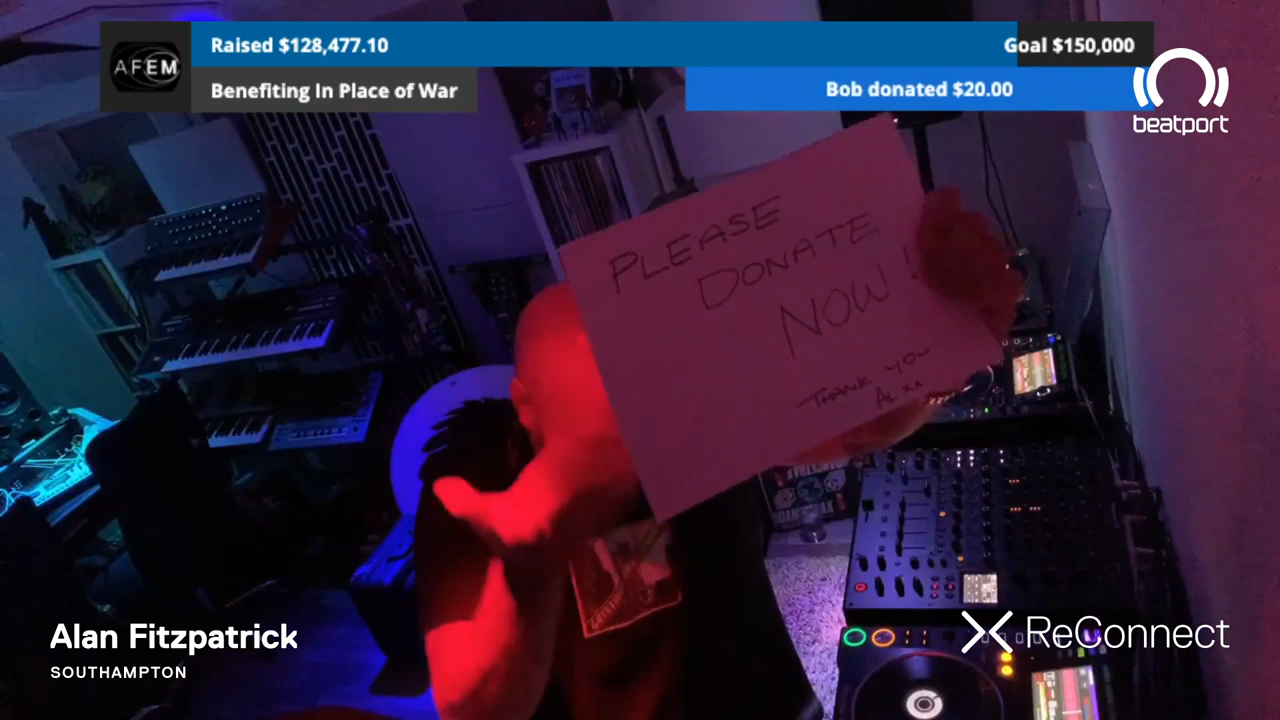 AFEM
Raised $128,477.10
Goal $150,000
Benefiting In Place of War
Bob donated $20.00
beatport
PLEASE
DONATE
NOW!
THANK YOU
AL XX
Alan Fitzpatrick
SOUTHAMPTON
ReConnect